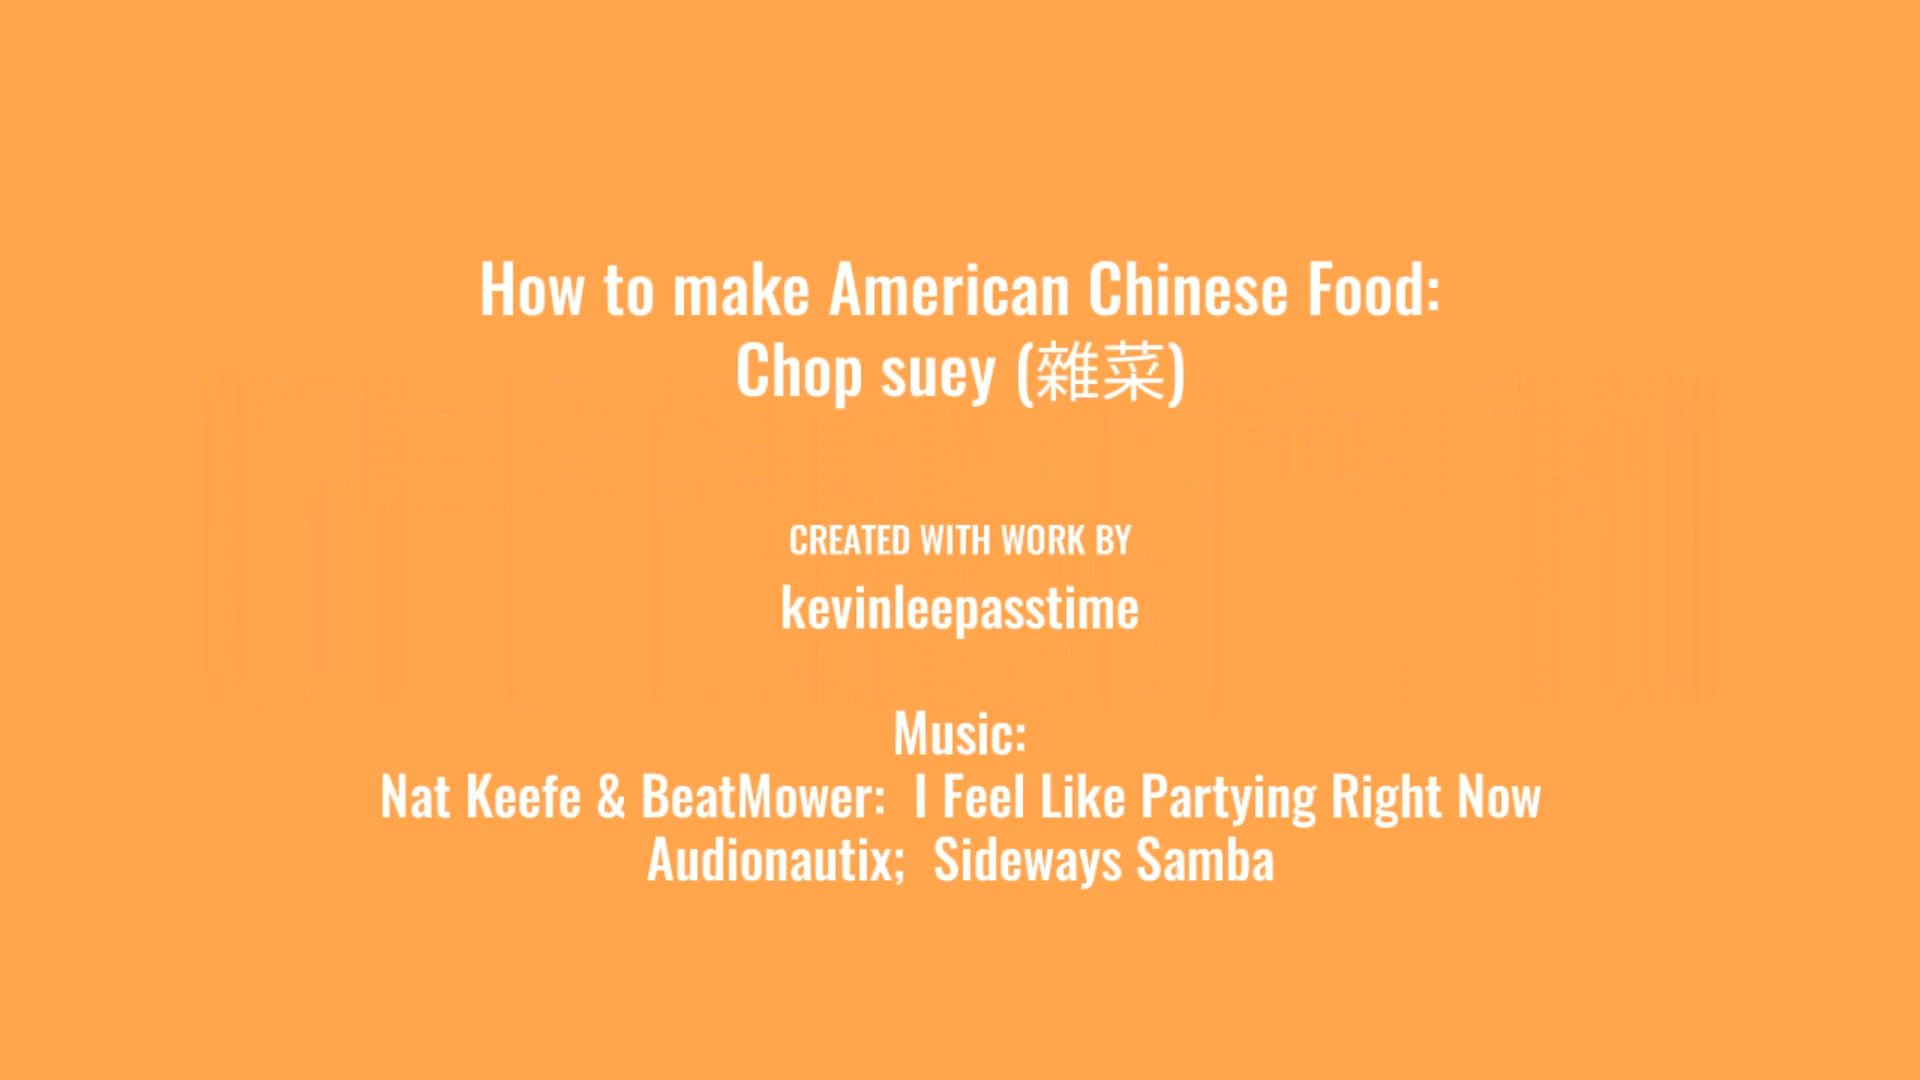 How to make American Chinese Food:
Chop suey (雜菜)
CREATED WITH WORK BY
kevinleepasstime
Music:
Nat Keefe & BeatMower:  I Feel Like Partying Right Now
Audionautix;  Sideways Samba